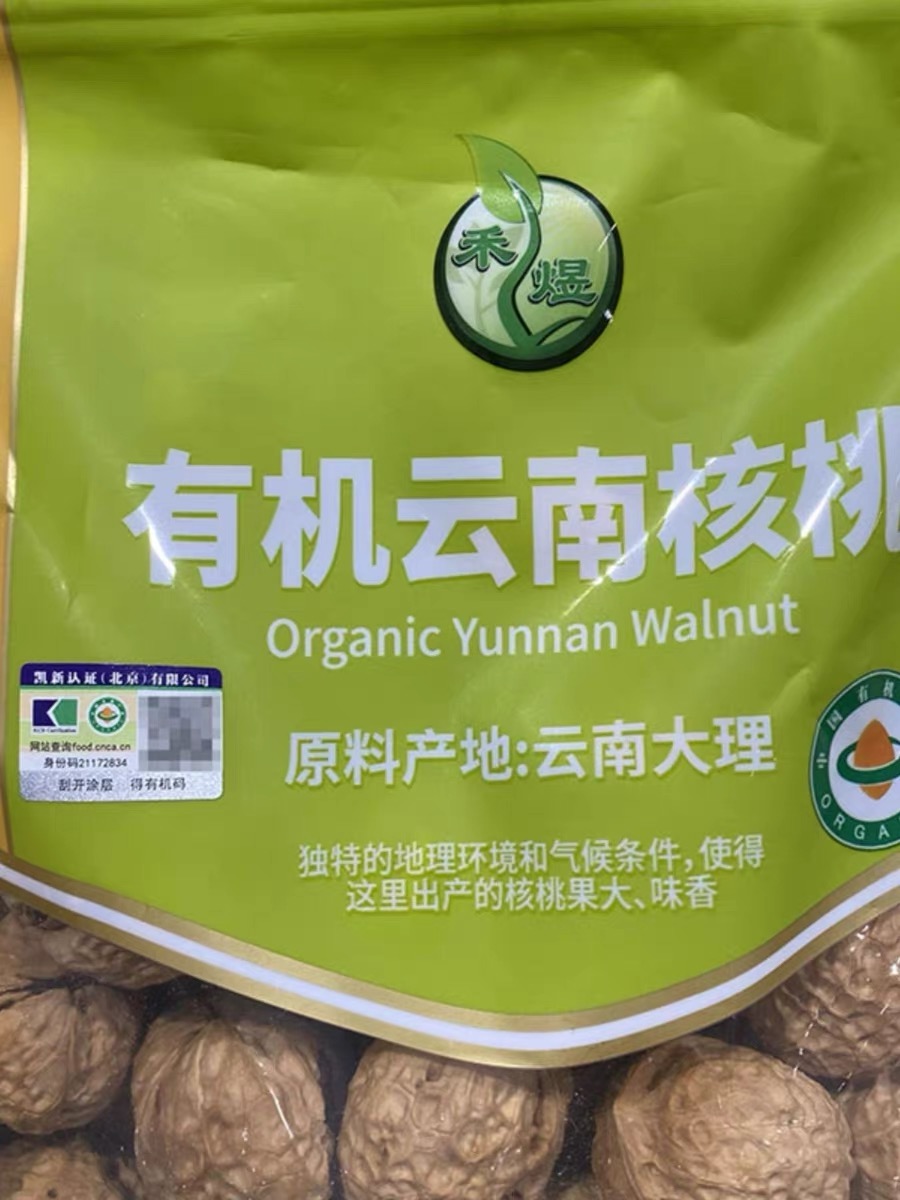 禾煜
有机云南核桃
Organic Yunnan Walnut
凯新认证(北京)有限公司
网站查询food.cnca.cn
身份码21172834
刮开涂层 得有机码
原料产地:云南大理
中国有机
ORGA
独特的地理环境和气候条件,使得
这里出产的核桃果大、味香